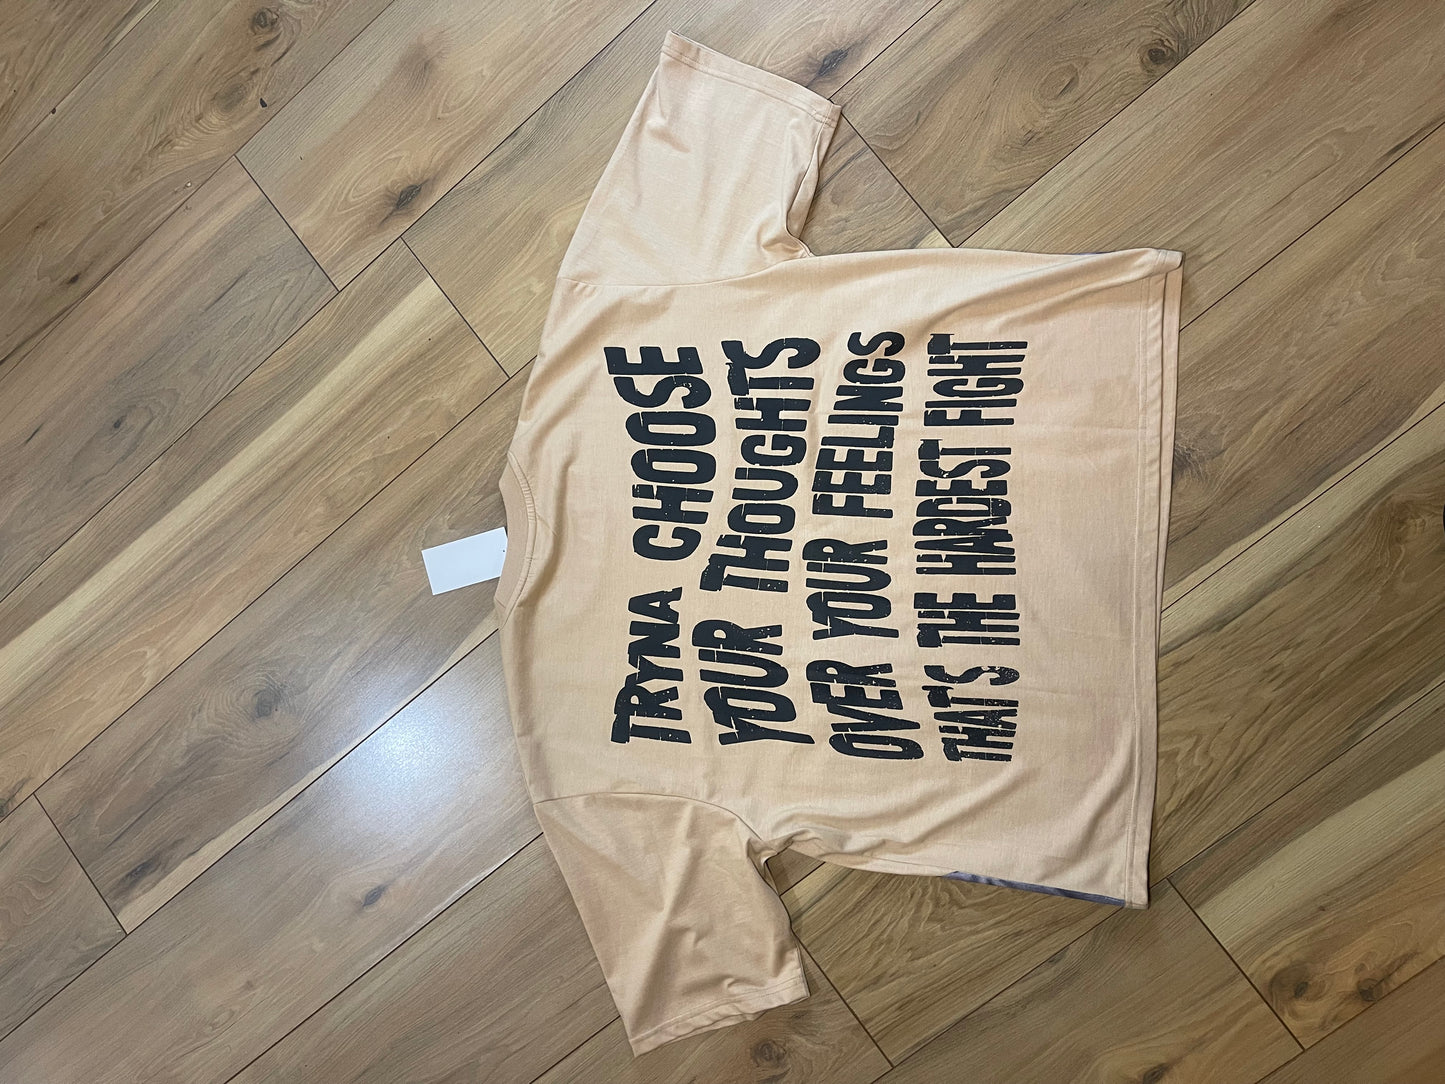 TRYNA CHOOSE
YOUR THOUGHTS
OVER YOUR FEELINGS
THAT'S THE HARDEST FIGHT